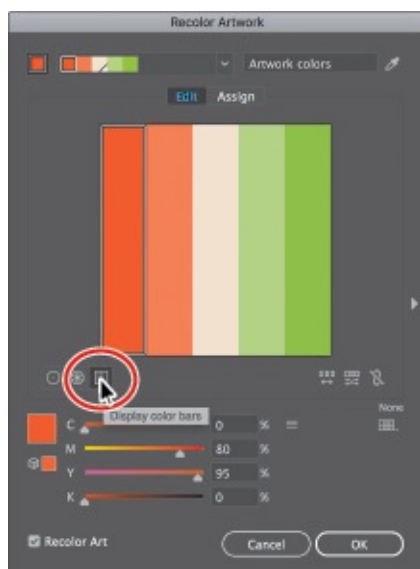 Recolor Artwork
Artwork colors
Edit Assign
Display color bars
None
C 0 %
M 80 %
Y 95 %
K 0 %
Recolor Art Cancel OK